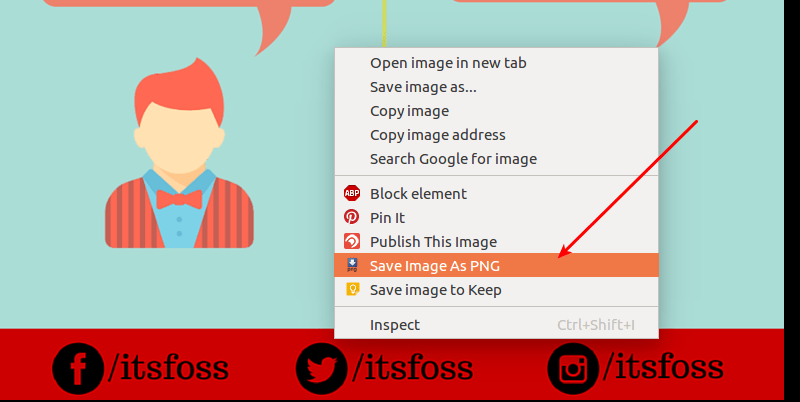 Open image in new tab
Save image as...
Copy image
Copy image address
Search Google for image
ABP Block element
Pin It
Publish This Image
PNG Save Image As PNG
Save image to Keep
Inspect Ctrl+Shift+I
f/itsfoss /itsfoss /itsfoss